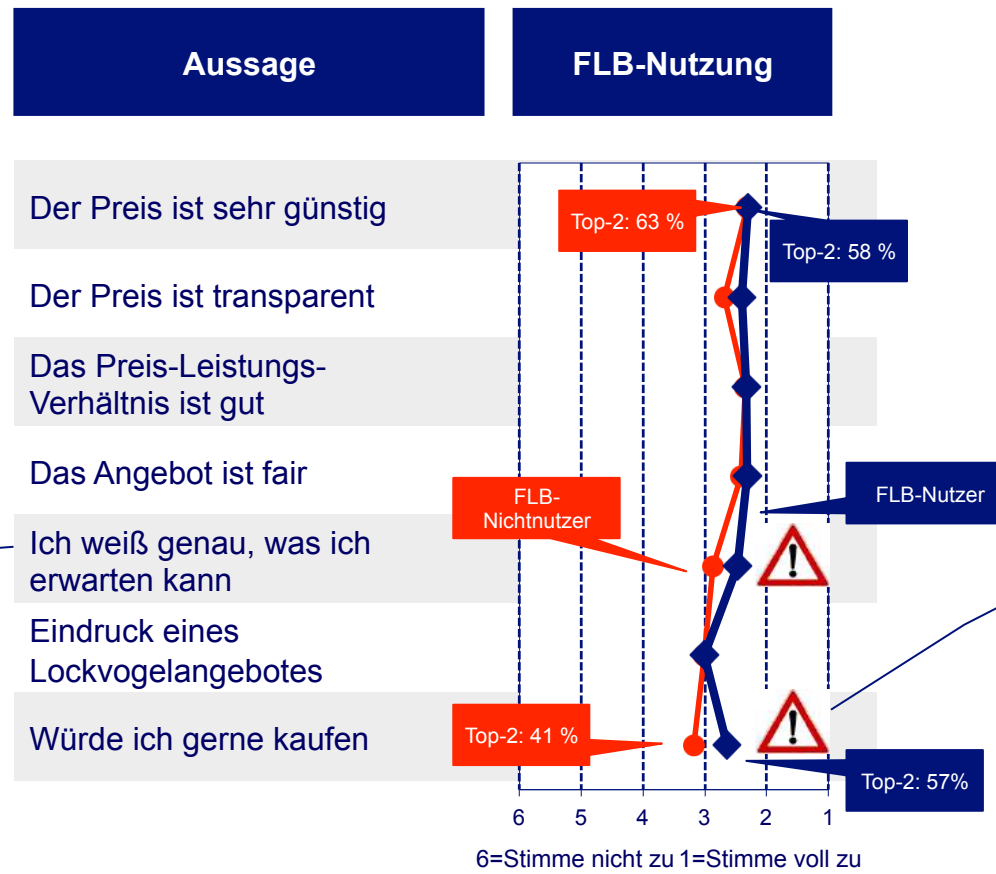 Aussage
FLB-Nutzung
Der Preis ist sehr günstig
Top-2: 63 %
Top-2: 58 %
Der Preis ist transparent
Das Preis-Leistungs-
Verhältnis ist gut
Das Angebot ist fair
FLB-
Nichtnutzer
FLB-Nutzer
Ich weiß genau, was ich
erwarten kann
!
Eindruck eines
Lockvogelangebotes
Würde ich gerne kaufen
Top-2: 41 %
!
Top-2: 57%
6 5 4 3 2 1
6=Stimme nicht zu 1=Stimme voll zu